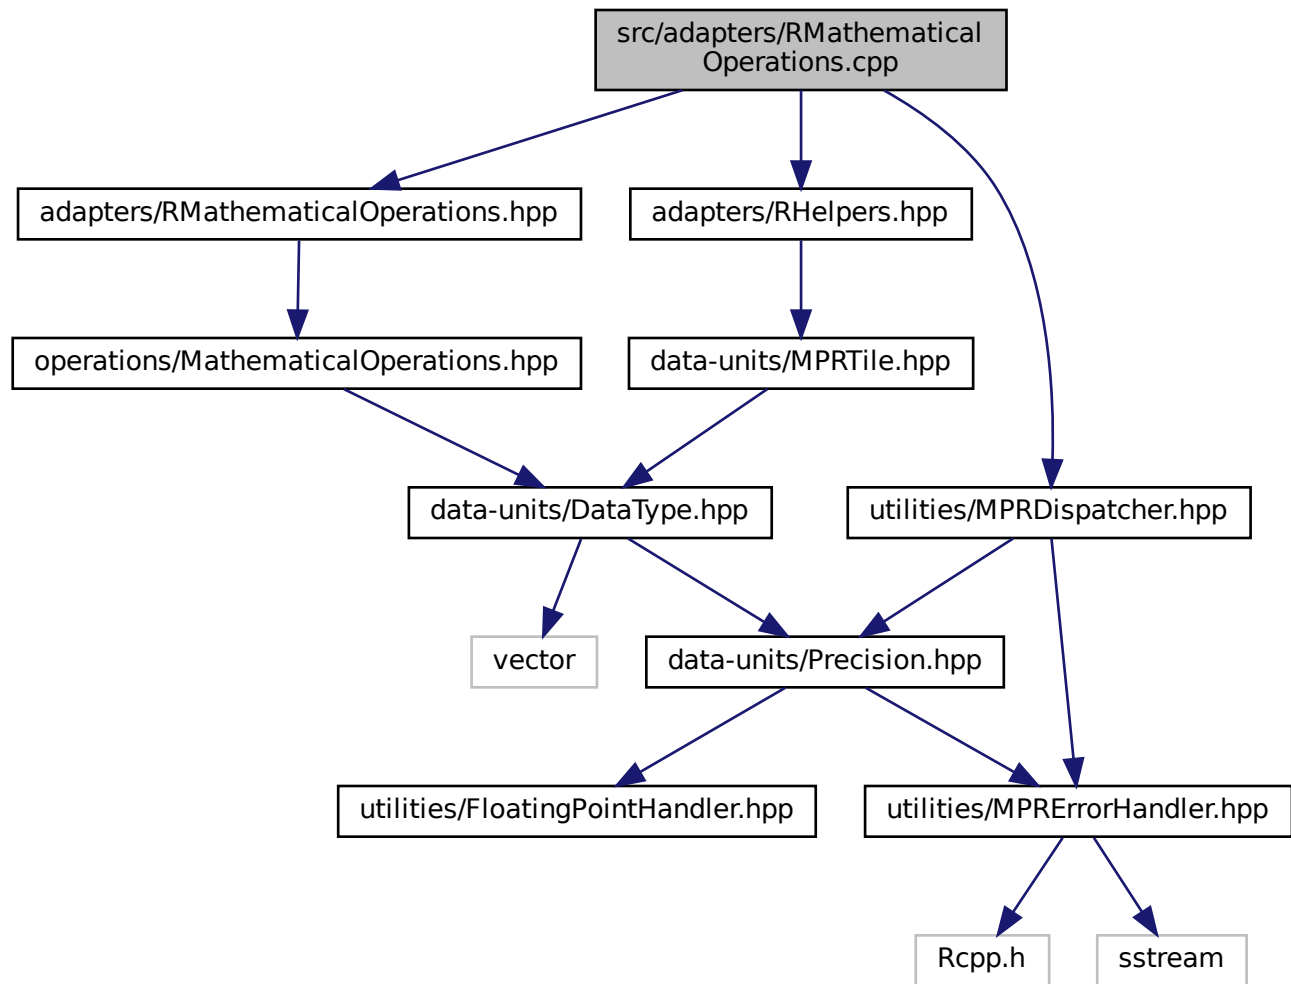 src/adapters/RMathematical
Operations.cpp
adapters/RMathematicalOperations.hpp
adapters/RHelpers.hpp
operations/MathematicalOperations.hpp
data-units/MPRTile.hpp
data-units/DataType.hpp
utilities/MPRDispatcher.hpp
vector
data-units/Precision.hpp
utilities/FloatingPointHandler.hpp
utilities/MPRErrorHandler.hpp
Rcpp.h
sstream